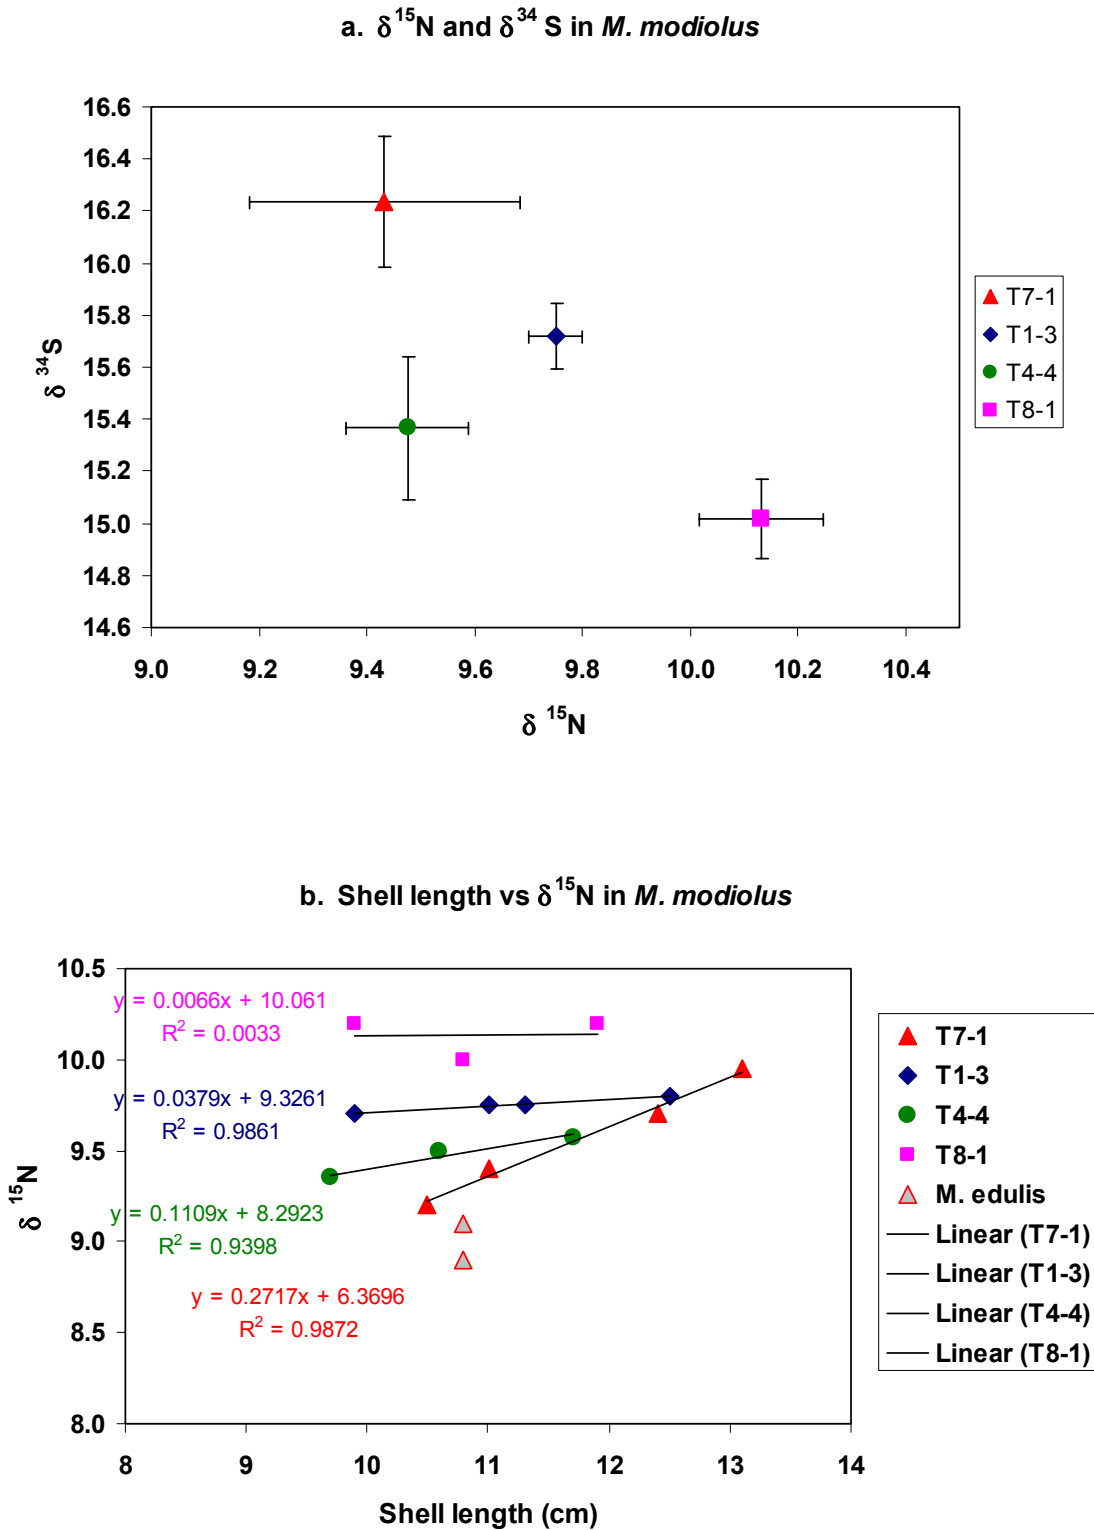 a. δ ¹⁵N and δ ³⁴ S in M. modiolus
16.6
16.4
16.2
16.0
15.8
15.6
15.4
15.2
15.0
14.8
14.6
δ ³⁴S
9.0 9.2 9.4 9.6 9.8 10.0 10.2 10.4
δ ¹⁵N
T7-1
T1-3
T4-4
T8-1
b. Shell length vs δ ¹⁵N in M. modiolus
10.5
10.0
9.5
9.0
8.5
8.0
δ ¹⁵N
y = 0.0066x + 10.061
R² = 0.0033
y = 0.0379x + 9.3261
R² = 0.9861
y = 0.1109x + 8.2923
R² = 0.9398
y = 0.2717x + 6.3696
R² = 0.9872
8 9 10 11 12 13 14
Shell length (cm)
T7-1
T1-3
T4-4
T8-1
M. edulis
Linear (T7-1)
Linear (T1-3)
Linear (T4-4)
Linear (T8-1)